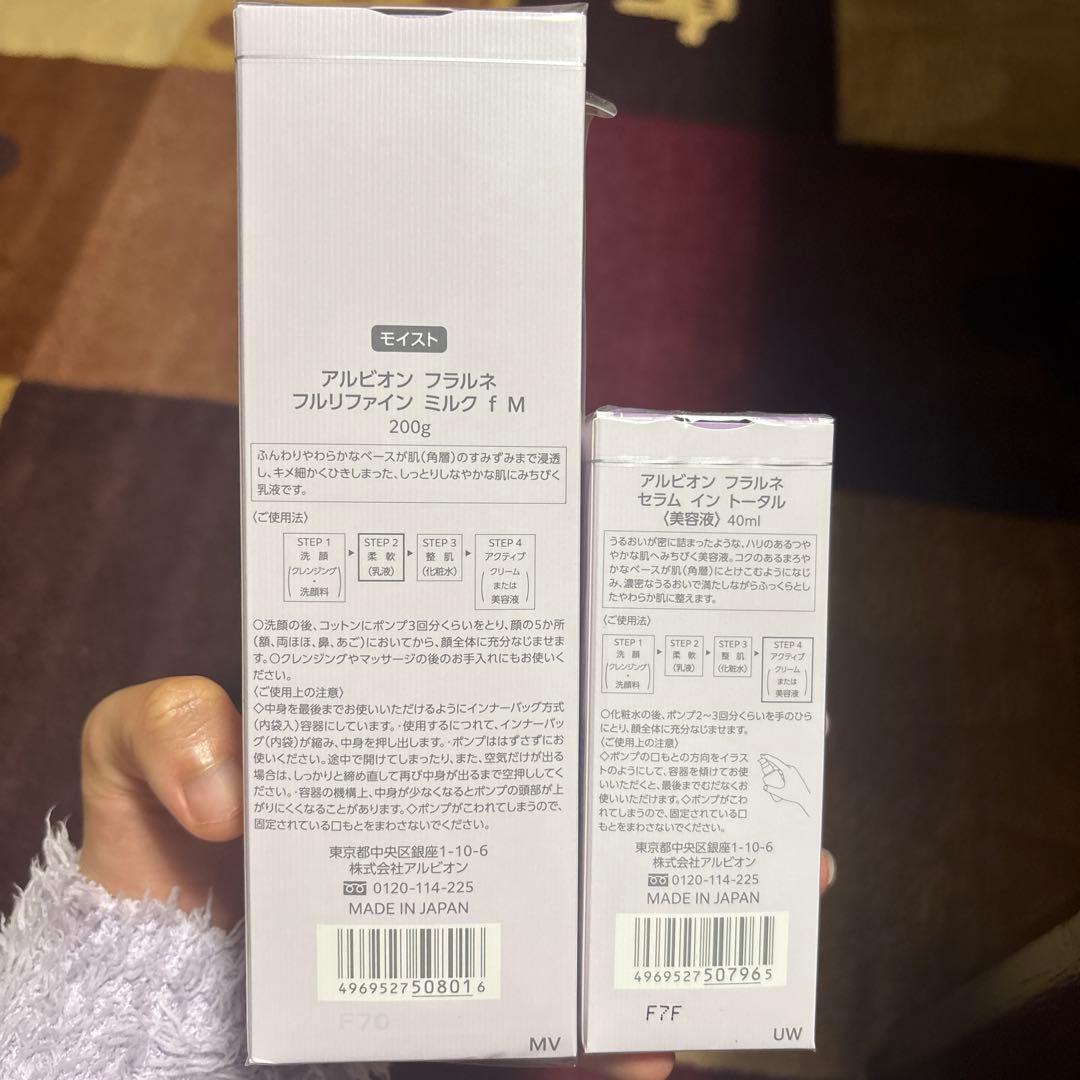 モイスト
アルビオン フラルネ
フルリファイン ミルク f M
200g
ふんわりやわらかなベースが肌(角層)のすみずみまで浸透
し、キメ細かくひきしまった、しっとりしなやかな肌にみちびく
乳液です。
〈ご使用法〉
STEP 1
洗顔
(クレンジング
・
洗顔料)
STEP 2
柔軟
(乳液)
STEP 3
整肌
(化粧水)
STEP 4
アクティブ
(クリーム
または
美容液)
○洗顔の後、コットンにポンプ3回分くらいをとり、顔の5か所
(額、両ほほ、鼻、あご)においてから、顔全体に充分なじませま
す。○クレンジングやマッサージの後のお手入れにもお使いく
ださい。
〈ご使用上の注意〉
◇中身を最後までお使いいただけるようにインナーバッグ方式
(内袋入)容器にしています。・使用するにつれて、インナーバッ
グ(内袋)が縮み、中身を押し出します。・ポンプははずさずにお
使いください。途中で開けてしまったり、また、空気だけが出る
場合は、しっかりと締め直して再び中身が出るまで空押ししてく
ださい。・容器の機構上、中身が少なくなるとポンプの頭部が上
がりにくくなることがあります。◇ポンプがこわれてしまうので、
固定されている口もとをまわさないでください。
東京都中央区銀座1-10-6
株式会社アルビオン
0120-114-225
MADE IN JAPAN
4969527508016
F70
MV
アルビオン フラルネ
セラム イン トータル
〈美容液〉 40ml
うるおいが密に詰まったような、ハリのあるつや
やかな肌へみちびく美容液。コクのあるまろや
かなベースが肌(角層)にとけこむようになじ
み、濃密なうるおいで満たしながらふっくらとし
たやわらか肌に整えます。
〈ご使用法〉
STEP 1
洗顔
(クレンジング
・
洗顔料)
STEP 2
柔軟
(乳液)
STEP 3
整肌
(化粧水)
STEP 4
アクティブ
(クリーム
または
美容液)
○化粧水の後、ポンプ2~3回分くらいを手のひら
にとり、顔全体に充分なじませます。
〈ご使用上の注意〉
◇ポンプの口もとの方向をイラス
トのようにして、容器を傾けてお使
いいただくと、最後までむだなくお
使いいただけます。◇ポンプがこわ
れてしまうので、固定されている口
もとをまわさないでください。
東京都中央区銀座1-10-6
株式会社アルビオン
0120-114-225
MADE IN JAPAN
4969527507965
F7F
UW